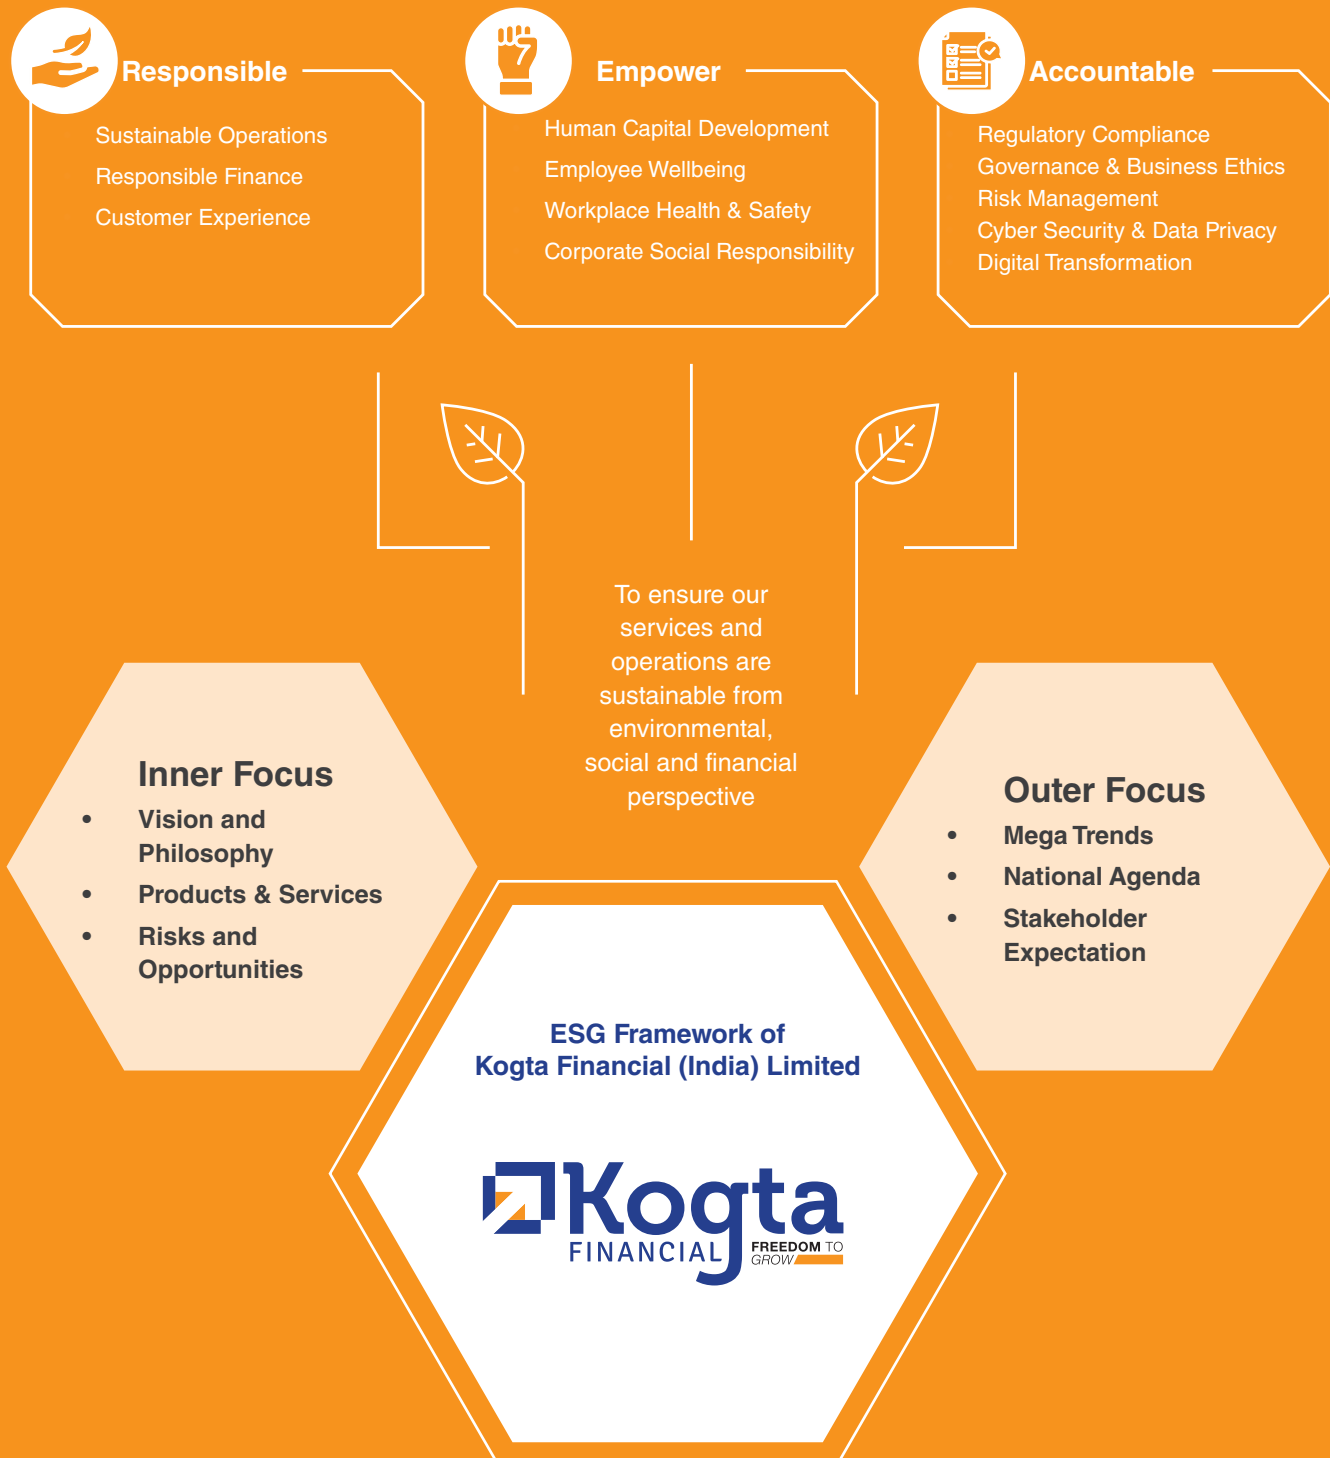 Responsible
Sustainable Operations
Responsible Finance
Customer Experience
Empower
Human Capital Development
Employee Wellbeing
Workplace Health & Safety
Corporate Social Responsibility
Accountable
Regulatory Compliance
Governance & Business Ethics
Risk Management
Cyber Security & Data Privacy
Digital Transformation
To ensure our
services and
operations are
sustainable from
environmental,
social and financial
perspective
Inner Focus
• Vision and
Philosophy
• Products & Services
• Risks and
Opportunities
Outer Focus
• Mega Trends
• National Agenda
• Stakeholder
Expectation
ESG Framework of
Kogta Financial (India) Limited
Kogta
FINANCIAL
FREEDOM TO
GROW